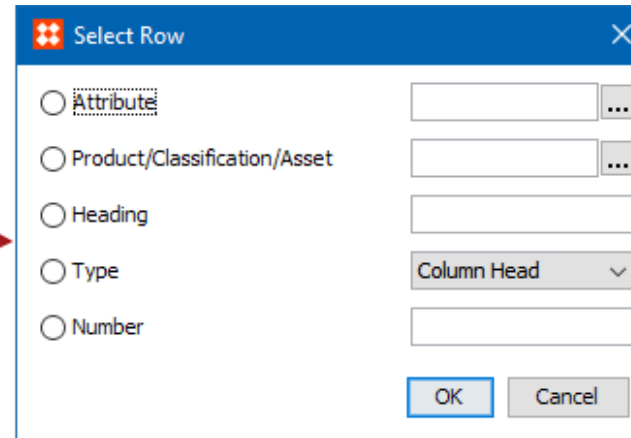 Select Row
Attribute ...
Product/Classification/Asset ...
Heading
Type Column Head
Number
OK Cancel